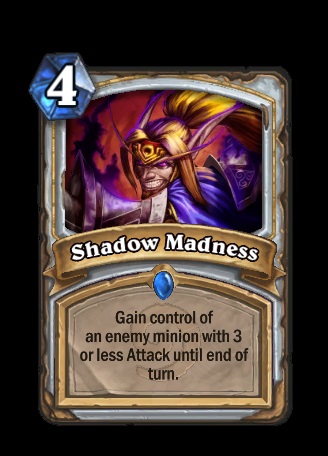 4
Shadow Madness
Gain control of
an enemy minion with 3
or less Attack until end of
turn.